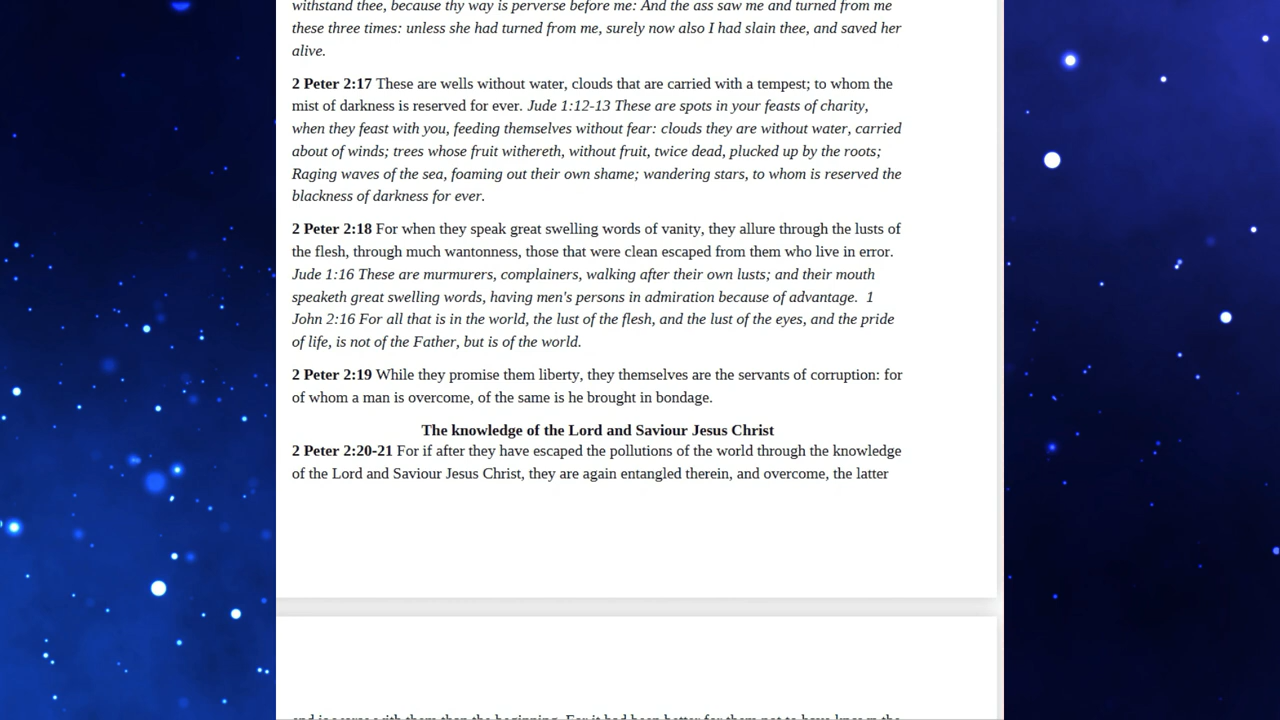 withstand thee, because thy way is perverse before me: And the ass saw me and turned from me
these three times: unless she had turned from me, surely now also I had slain thee, and saved her
alive.
2 Peter 2:17 These are wells without water, clouds that are carried with a tempest; to whom the
mist of darkness is reserved for ever. Jude 1:12-13 These are spots in your feasts of charity,
when they feast with you, feeding themselves without fear: clouds they are without water, carried
about of winds; trees whose fruit withereth, without fruit, twice dead, plucked up by the roots;
Raging waves of the sea, foaming out their own shame; wandering stars, to whom is reserved the
blackness of darkness for ever.
2 Peter 2:18 For when they speak great swelling words of vanity, they allure through the lusts of
the flesh, through much wantonness, those that were clean escaped from them who live in error.
Jude 1:16 These are murmurers, complainers, walking after their own lusts; and their mouth
speaketh great swelling words, having men's persons in admiration because of advantage.  1
John 2:16 For all that is in the world, the lust of the flesh, and the lust of the eyes, and the pride
of life, is not of the Father, but is of the world.
2 Peter 2:19 While they promise them liberty, they themselves are the servants of corruption: for
of whom a man is overcome, of the same is he brought in bondage.
The knowledge of the Lord and Saviour Jesus Christ
2 Peter 2:20-21 For if after they have escaped the pollutions of the world through the knowledge
of the Lord and Saviour Jesus Christ, they are again entangled therein, and overcome, the latter